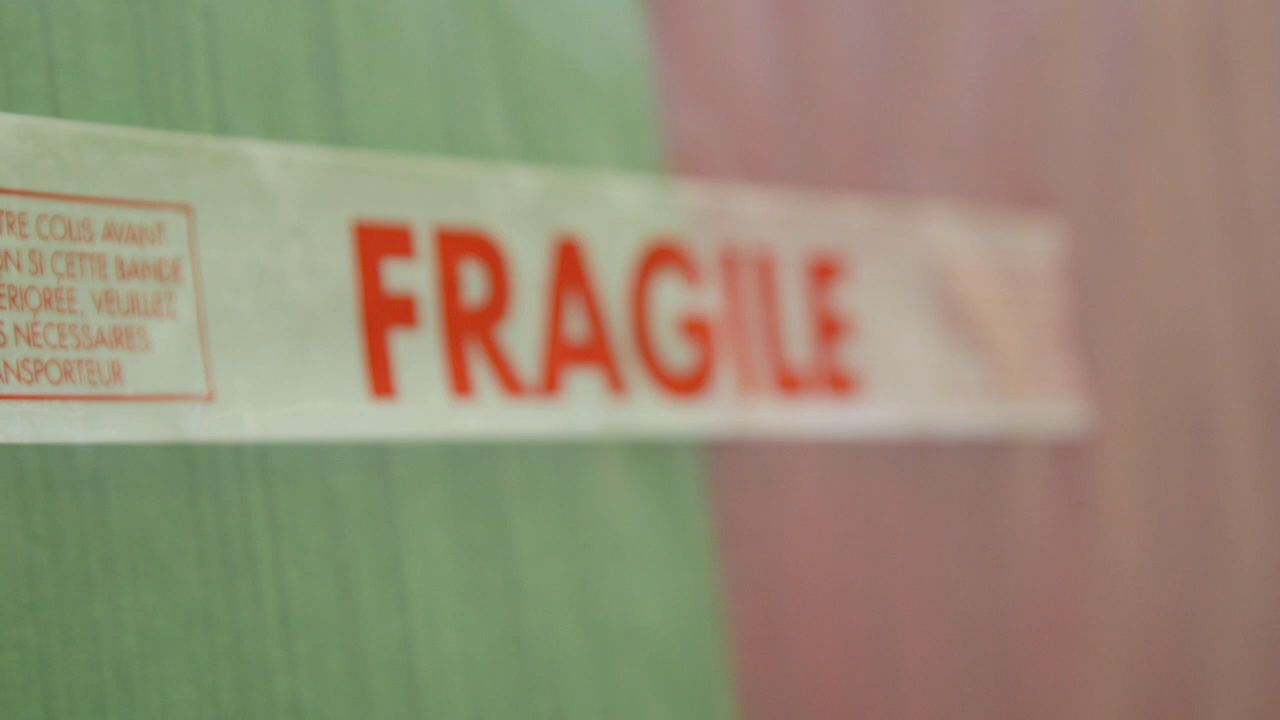 TRE COLIS AVANT
ON SI CETTE BANDE
ERIORÉE, VEUILLEZ
S NÉCESSAIRES
ANSPORTEUR
FRAGILE